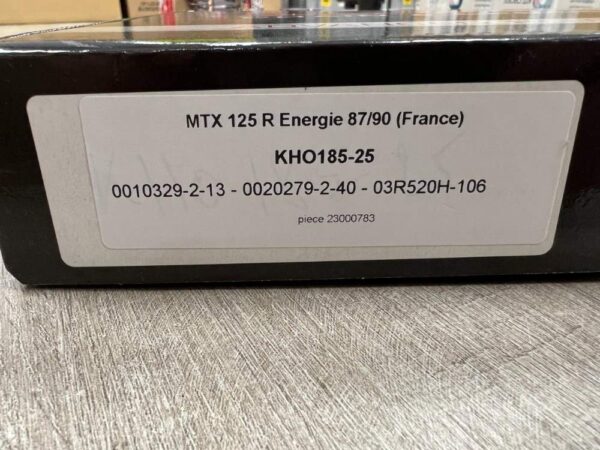 MTX 125 R Energie 87/90 (France)
KHO185-25
0010329-2-13 - 0020279-2-40 - 03R520H-106
piece 23000783